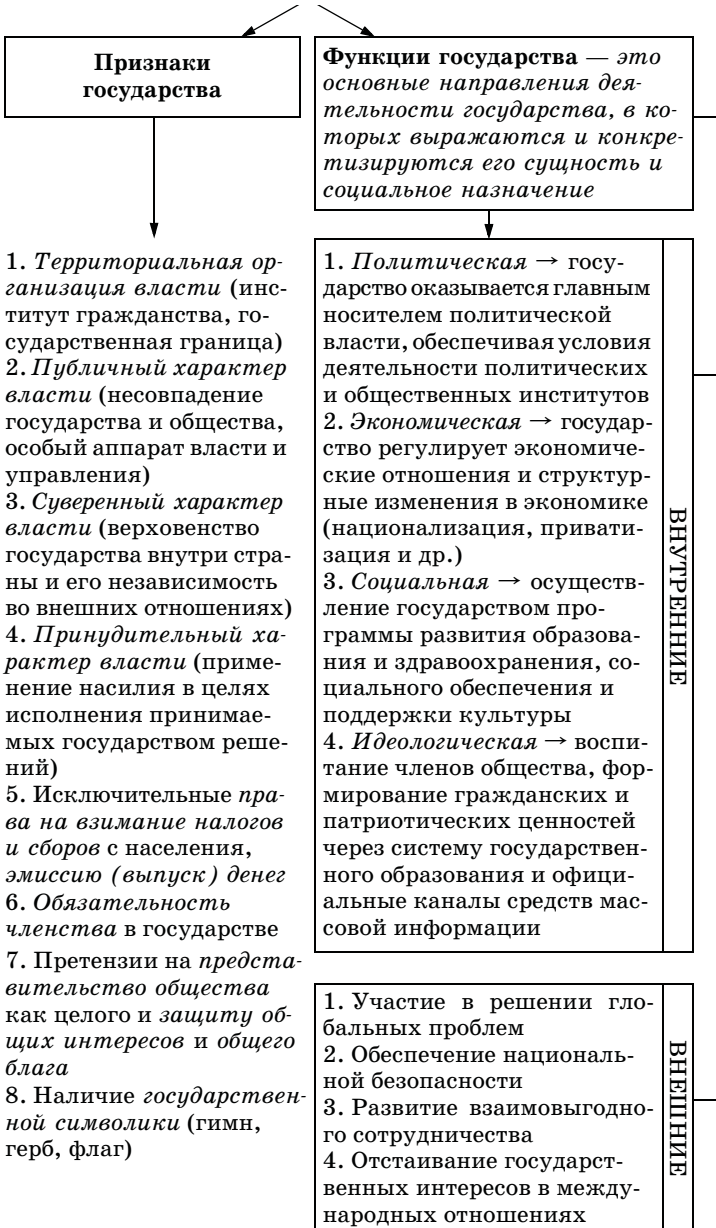 Признаки
государства
1. Территориальная ор-
ганизация власти (инс-
титут гражданства, го-
сударственная граница)
2. Публичный характер
власти (несовпадение
государства и общества,
особый аппарат власти и
управления)
3. Суверенный характер
власти (верховенство
государства внутри стра-
ны и его независимость
во внешних отношениях)
4. Принудительный ха-
рактер власти (приме-
нение насилия в целях
исполнения принимае-
мых государством реше-
ний)
5. Исключительные пра-
ва на взимание налогов
и сборов с населения,
эмиссию (выпуск) денег
6. Обязательность
членства в государстве
7. Претензии на предста-
вительство общества
как целого и защиту об-
щих интересов и общего
блага
8. Наличие государствен-
ной символики (гимн,
герб, флаг)
Функции государства — это
основные направления дея-
тельности государства, в ко-
торых выражаются и конкре-
тизируются его сущность и
социальное назначение
1. Политическая → госу-
дарство оказывается главным
носителем политической
власти, обеспечивая условия
деятельности политических
и общественных институтов
2. Экономическая → государ-
ство регулирует экономиче-
ские отношения и структур-
ные изменения в экономике
(национализация, привати-
зация и др.)
3. Социальная → осуществ-
ление государством про-
граммы развития образова-
ния и здравоохранения, со-
циального обеспечения и
поддержки культуры
4. Идеологическая → воспи-
тание членов общества, фор-
мирование гражданских и
патриотических ценностей
через систему государствен-
ного образования и офици-
альные каналы средств мас-
совой информации
ВНУТРЕННИЕ
1. Участие в решении гло-
бальных проблем
2. Обеспечение националь-
ной безопасности
3. Развитие взаимовыгодно-
го сотрудничества
4. Отстаивание государст-
венных интересов в между-
народных отношениях
ВНЕШНИЕ